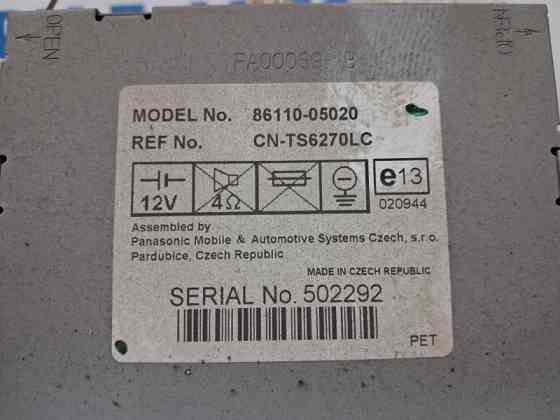 OPEN
OPEN
MODEL No. 86110-05020
REF No. CN-TS6270LC
12V
4Ω
e13
020944
Assembled by
Panasonic Mobile & Automotive Systems Czech, s.r.o.
Pardubice, Czech Republic
MADE IN CZECH REPUBLIC
SERIAL No. 502292
PET